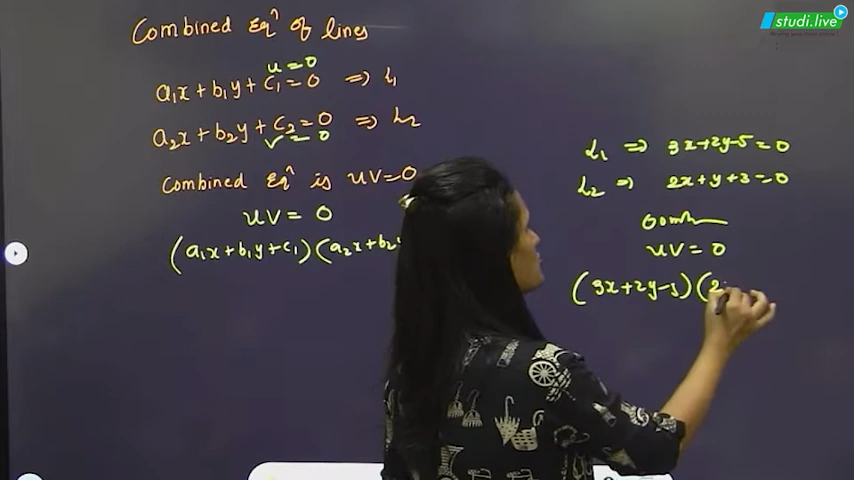 studi.live
Combined Eqⁿ of lines
u = 0
a₁x + b₁y + c₁ = 0 ⇒ L₁
a₂x + b₂y + c₂ = 0 ⇒ L₂
v = 0
Combined Eqⁿ is uv=0
uv = 0
(a₁x + b₁y + c₁)(a₂x + b₂
L₁ ⇒ 3x+2y-5=0
L₂ ⇒ 2x+y+3=0
Comb
uv = 0
(3x+2y-5)(2